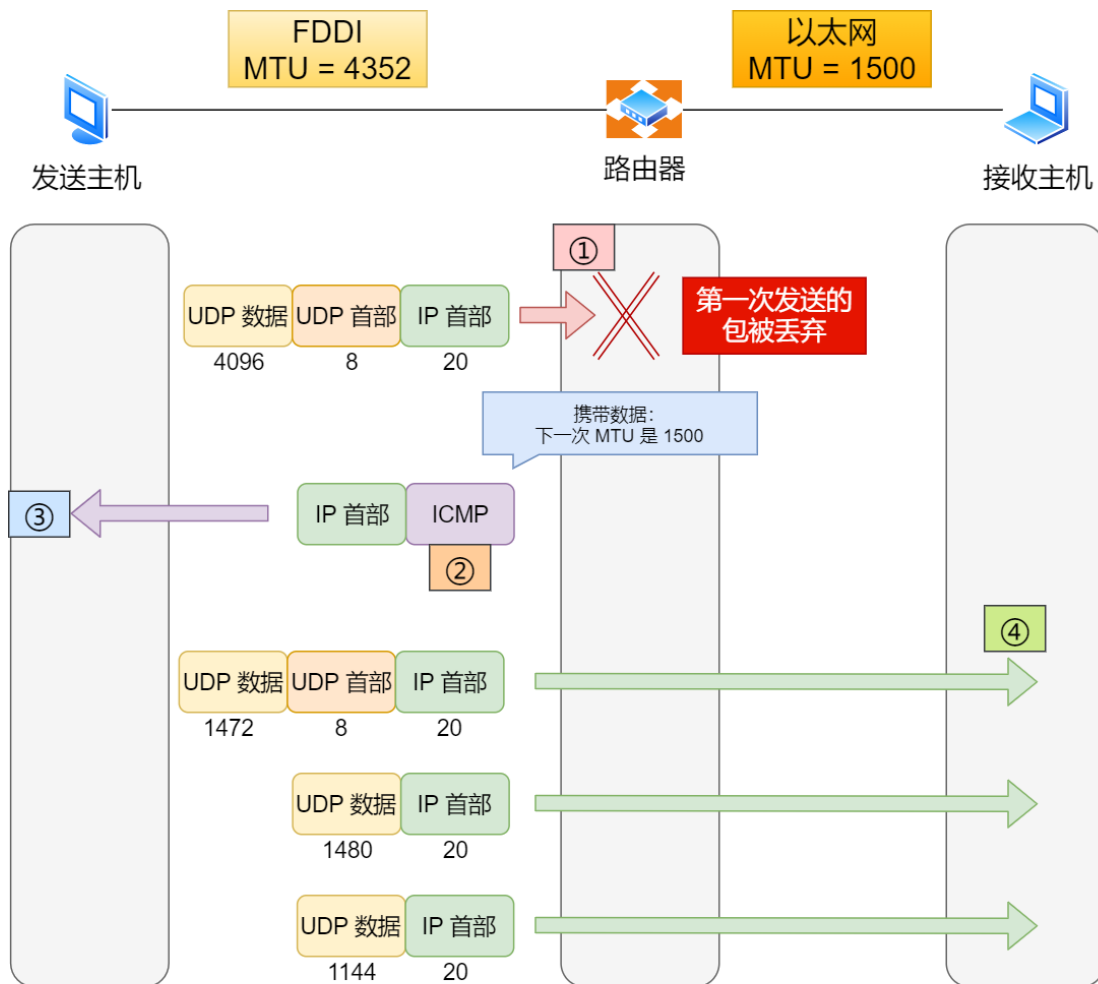 FDDI
MTU = 4352
以太网
MTU = 1500
发送主机
路由器
接收主机
①
UDP 数据 UDP 首部 IP 首部
4096 8 20
第一次发送的
包被丢弃
携带数据：
下一次 MTU 是 1500
③
IP 首部 ICMP
②
④
UDP 数据 UDP 首部 IP 首部
1472 8 20
UDP 数据 IP 首部
1480 20
UDP 数据 IP 首部
1144 20